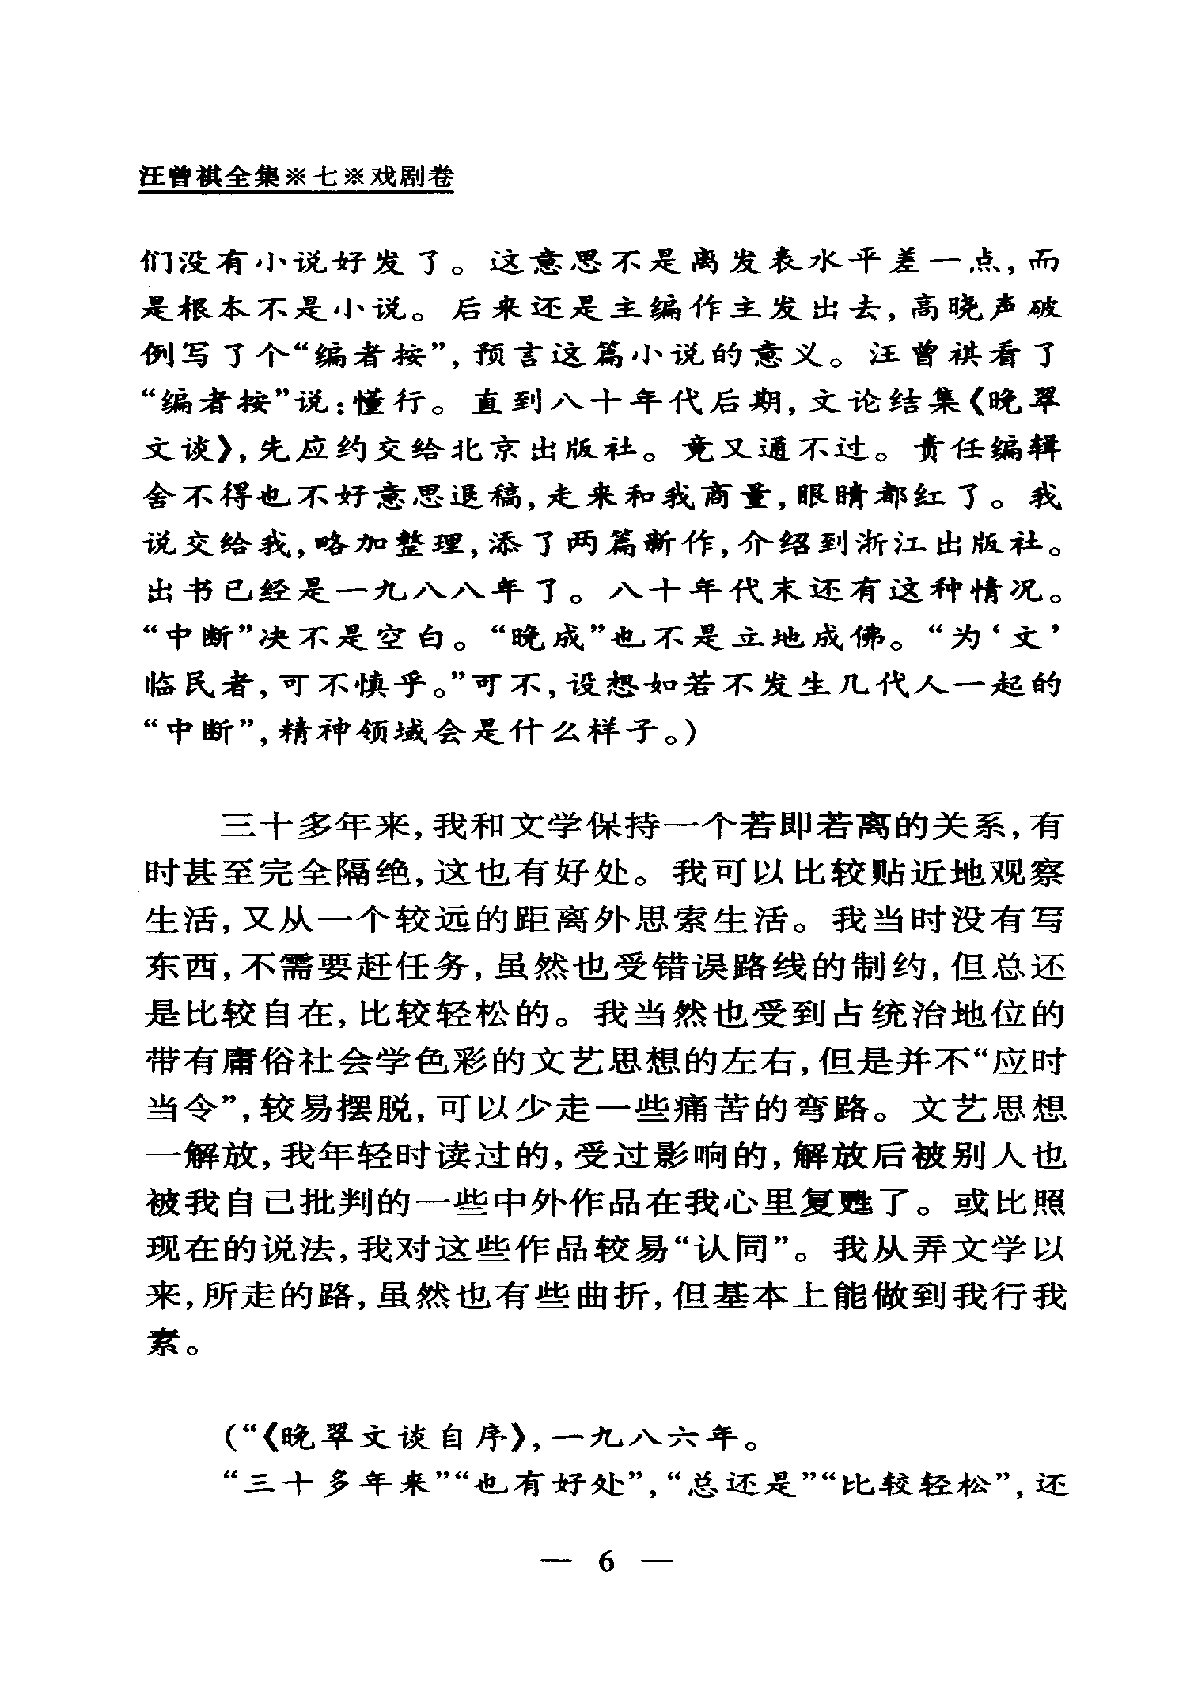 汪曾祺全集※七※戏剧卷
们没有小说好发了。这意思不是离发表水平差一点,而
是根本不是小说。后来还是主编作主发出去,高晓声破
例写了个“编者按”,预言这篇小说的意义。汪曾祺看了
“编者按”说:懂行。直到八十年代后期,文论结集《晚翠
文谈》,先应约交给北京出版社。竟又通不过。责任编辑
舍不得也不好意思退稿,走来和我商量,眼睛都红了。我
说交给我,略加整理,添了两篇新作,介绍到浙江出版社。
出书已经是一九八八年了。八十年代末还有这种情况。
“中断”决不是空白。“晚成”也不是立地成佛。“为‘文’
临民者,可不慎乎。”可不,设想如若不发生几代人一起的
“中断”,精神领域会是什么样子。)
三十多年来,我和文学保持一个若即若离的关系,有
时甚至完全隔绝,这也有好处。我可以比较贴近地观察
生活,又从一个较远的距离外思索生活。我当时没有写
东西,不需要赶任务,虽然也受错误路线的制约,但总还
是比较自在,比较轻松的。我当然也受到占统治地位的
带有庸俗社会学色彩的文艺思想的左右,但是并不“应时
当令”,较易摆脱,可以少走一些痛苦的弯路。文艺思想
一解放,我年轻时读过的,受过影响的,解放后被别人也
被我自己批判的一些中外作品在我心里复甦了。或比照
现在的说法,我对这些作品较易“认同”。我从弄文学以
来,所走的路,虽然也有些曲折,但基本上能做到我行我
素。
(“《晚翠文谈自序》,一九八六年。
“三十多年来”“也有好处”,“总还是”“比较轻松”,还
— 6 —